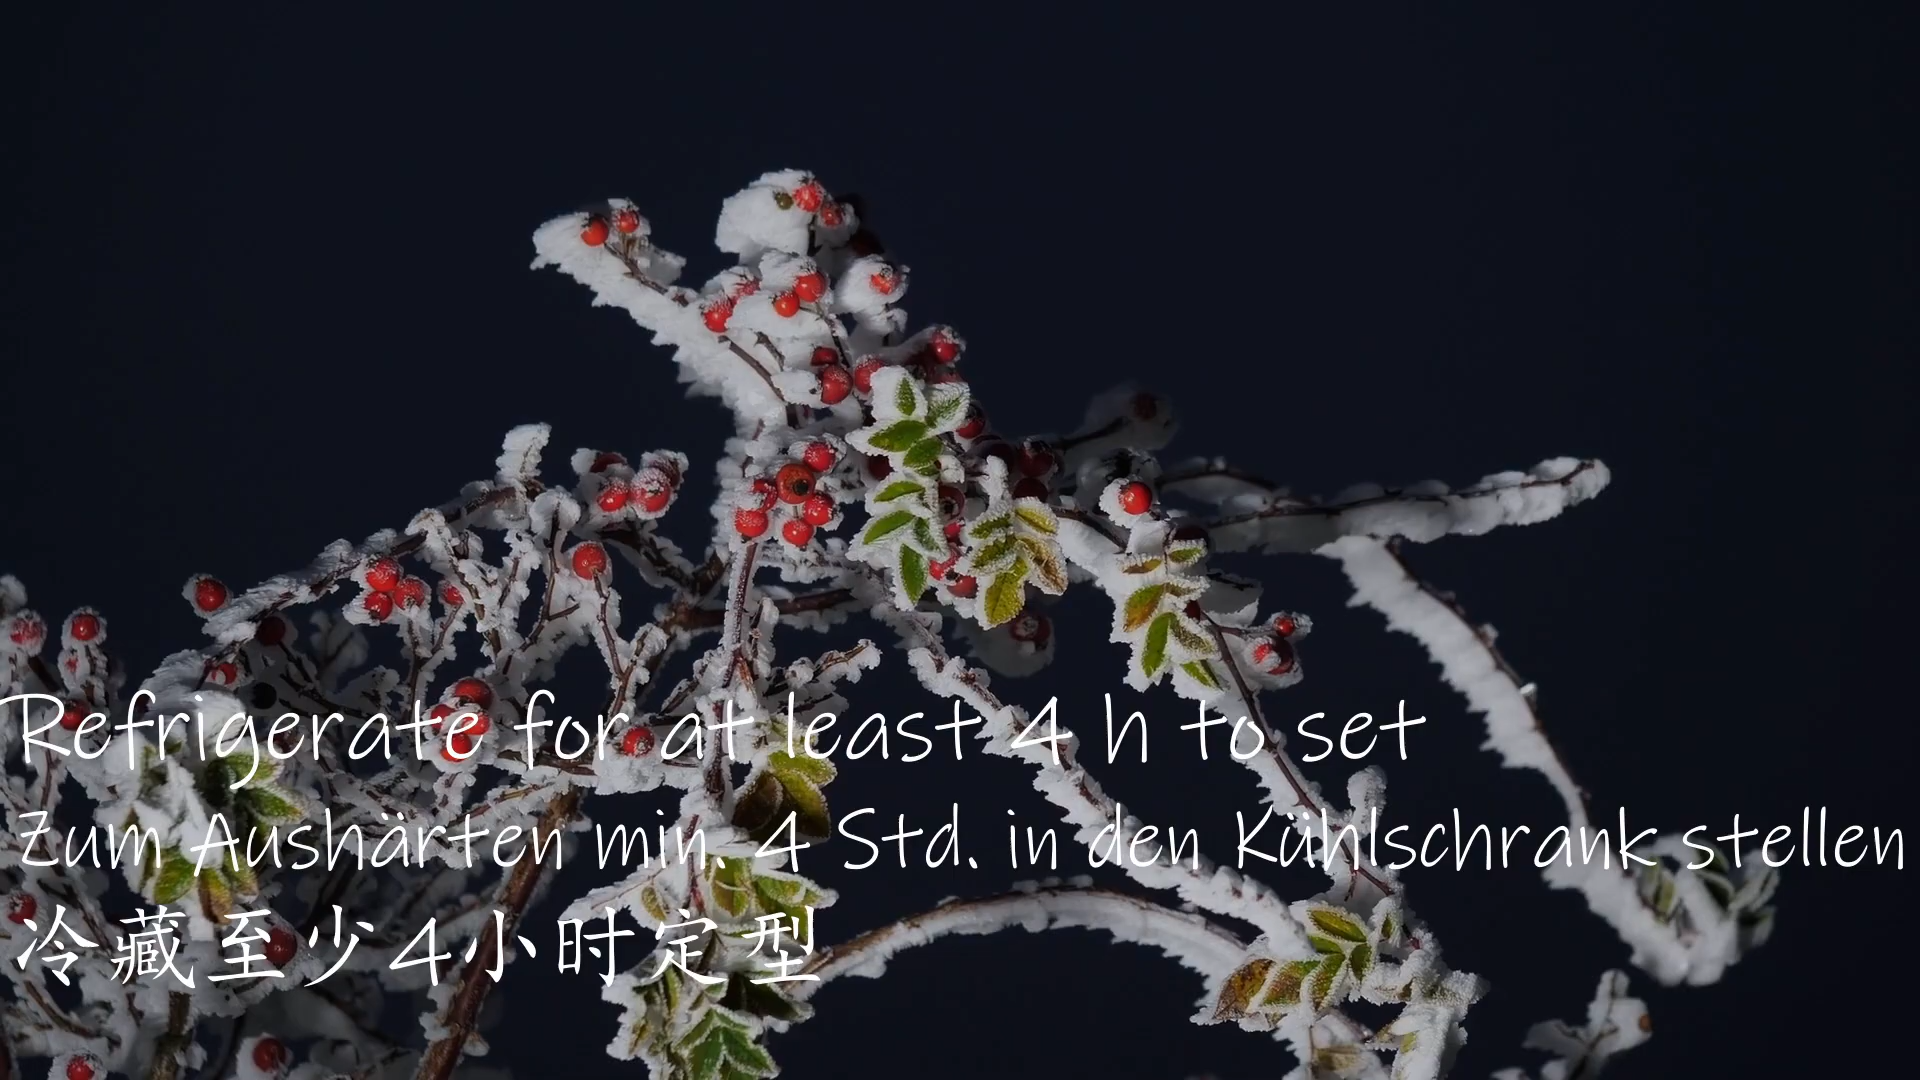 Refrigerate for at least 4 h to set
Zum Aushärten min. 4 Std. in den Kühlschrank stellen
冷藏至少4小时定型